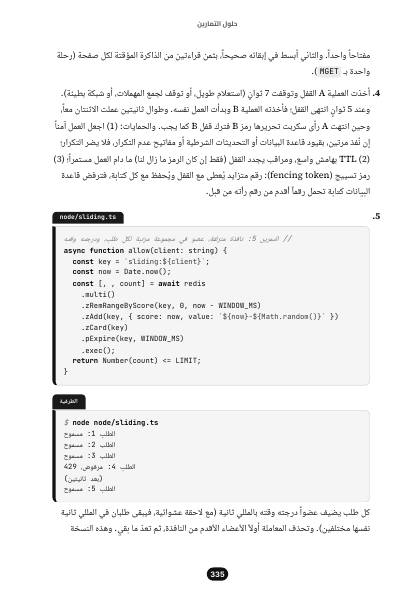 حلول التمارين
مفتاحاً واحداً. والثاني أبسط في إبقائه صحيحاً، بثمن قراءتين من الذاكرة المؤقتة لكل صفحة (رحلة
واحدة بـ MGET).
4. أخذت العملية A القفل وتوقفت 7 ثوانٍ (استعلام طويل، أو توقف لجمع المهملات، أو شبكة بطيئة).
وعند 5 ثوانٍ انتهى القفل؛ فأخذته العملية B وبدأت العمل نفسه. وطوال ثانيتين عملت الاثنتان معاً،
وحين انتهت A رأى سكربت تحريرها رمز B فترك قفل B كما يجب. والحمايات: (1) اجعل العمل آمناً
إن نُفذ مرتين، بقيود قاعدة البيانات أو التحديثات الشرطية أو مفاتيح عدم التكرار، فلا يضر التكرار؛
(2) TTL بهامش واسع، ومراقب يجدد القفل (فقط إن كان الرمز ما زال لنا) ما دام العمل مستمراً؛ (3)
رمز تسييج (fencing token): رقم متزايد يُعطى مع القفل ويُحفظ مع كل كتابة، فترفض قاعدة
البيانات كتابة تحمل رقماً أقدم من رقم رأته من قبل.
5.
node/sliding.ts
// التمرين 5: نافذة منزلقة، عضو في مجموعة مرتبة لكل طلب، ودرجته وقته
async function allow(client: string) {
const key = `sliding:${client}`;
const now = Date.now();
const [, , count] = await redis
.multi()
.zRemRangeByScore(key, 0, now - WINDOW_MS)
.zAdd(key, { score: now, value: `${now}-${Math.random()}` })
.zCard(key)
.pExpire(key, WINDOW_MS)
.exec();
return Number(count) <= LIMIT;
}
الطرفية
$ node node/sliding.ts
الطلب 1: مسموح
الطلب 2: مسموح
الطلب 3: مسموح
الطلب 4: مرفوض، 429
(بعد ثانيتين)
الطلب 5: مسموح
كل طلب يضيف عضواً درجته وقته بالمللي ثانية (مع لاحقة عشوائية، فيبقى طلبان في المللي ثانية
نفسها مختلفين). وتحذف المعاملة أولاً الأعضاء الأقدم من النافذة، ثم تعدّ ما بقي. وهذه النسخة
335